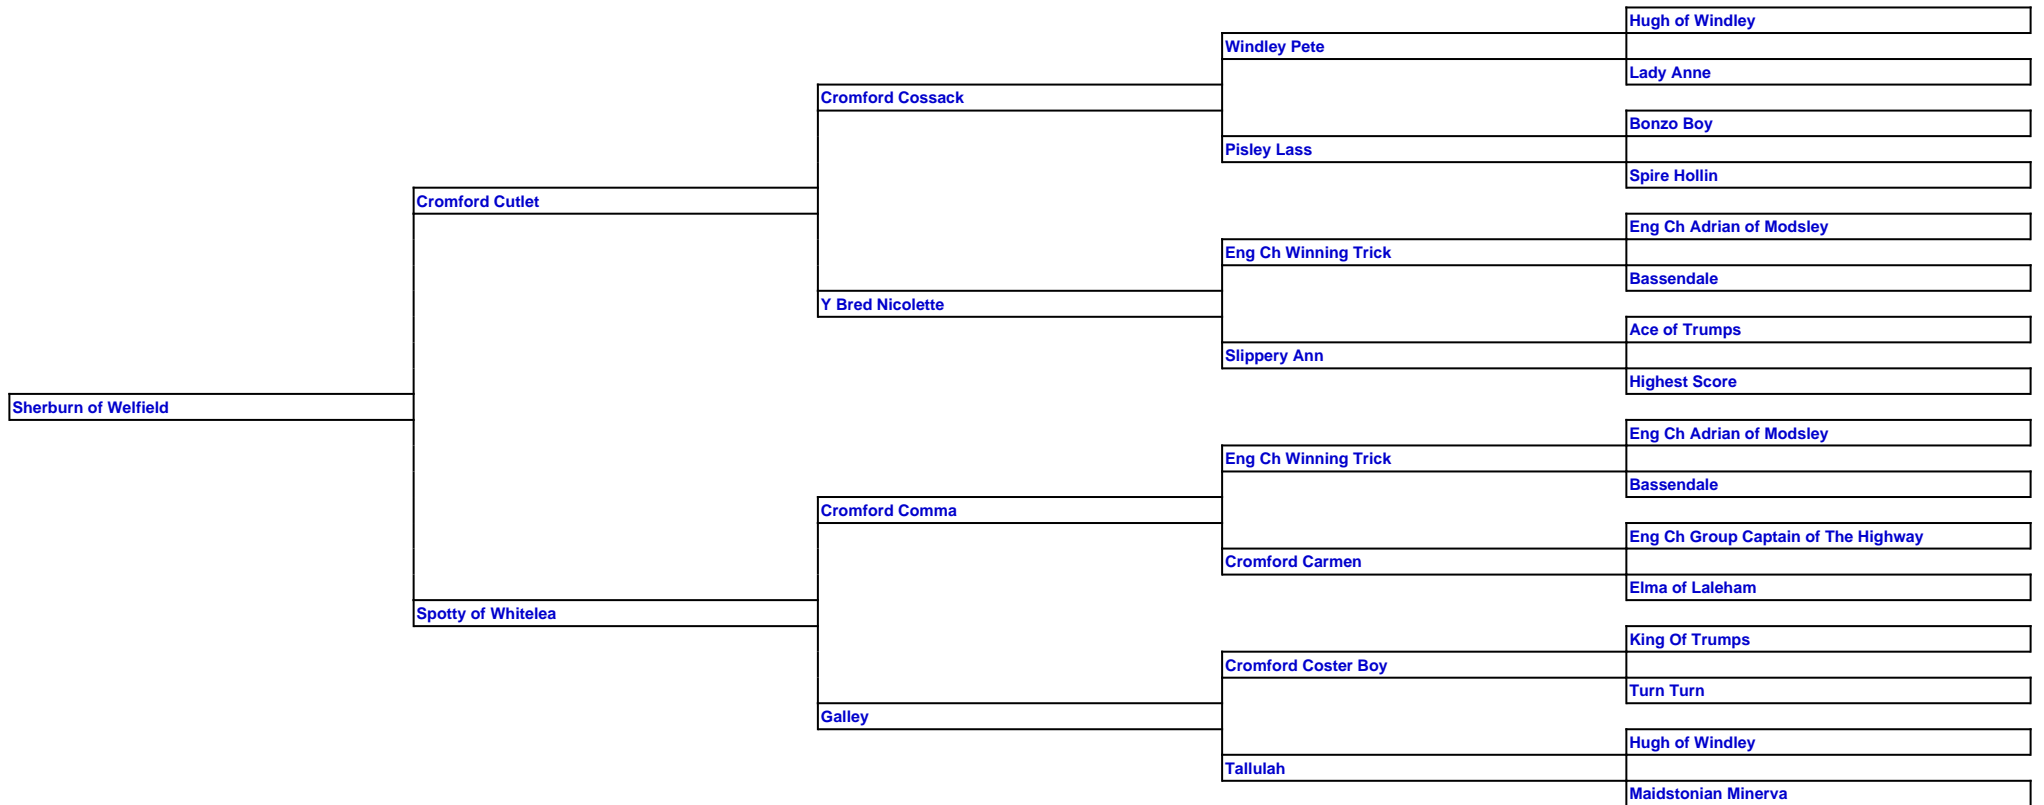 Hugh of Windley
Windley Pete
Lady Anne
Cromford Cossack
Bonzo Boy
Pisley Lass
Spire Hollin
Cromford Cutlet
Eng Ch Adrian of Modsley
Eng Ch Winning Trick
Bassendale
Y Bred Nicolette
Ace of Trumps
Slippery Ann
Highest Score
Sherburn of Welfield
Eng Ch Adrian of Modsley
Eng Ch Winning Trick
Bassendale
Cromford Comma
Eng Ch Group Captain of The Highway
Cromford Carmen
Elma of Laleham
Spotty of Whitelea
King Of Trumps
Cromford Coster Boy
Turn Turn
Galley
Hugh of Windley
Tallulah
Maidstonian Minerva